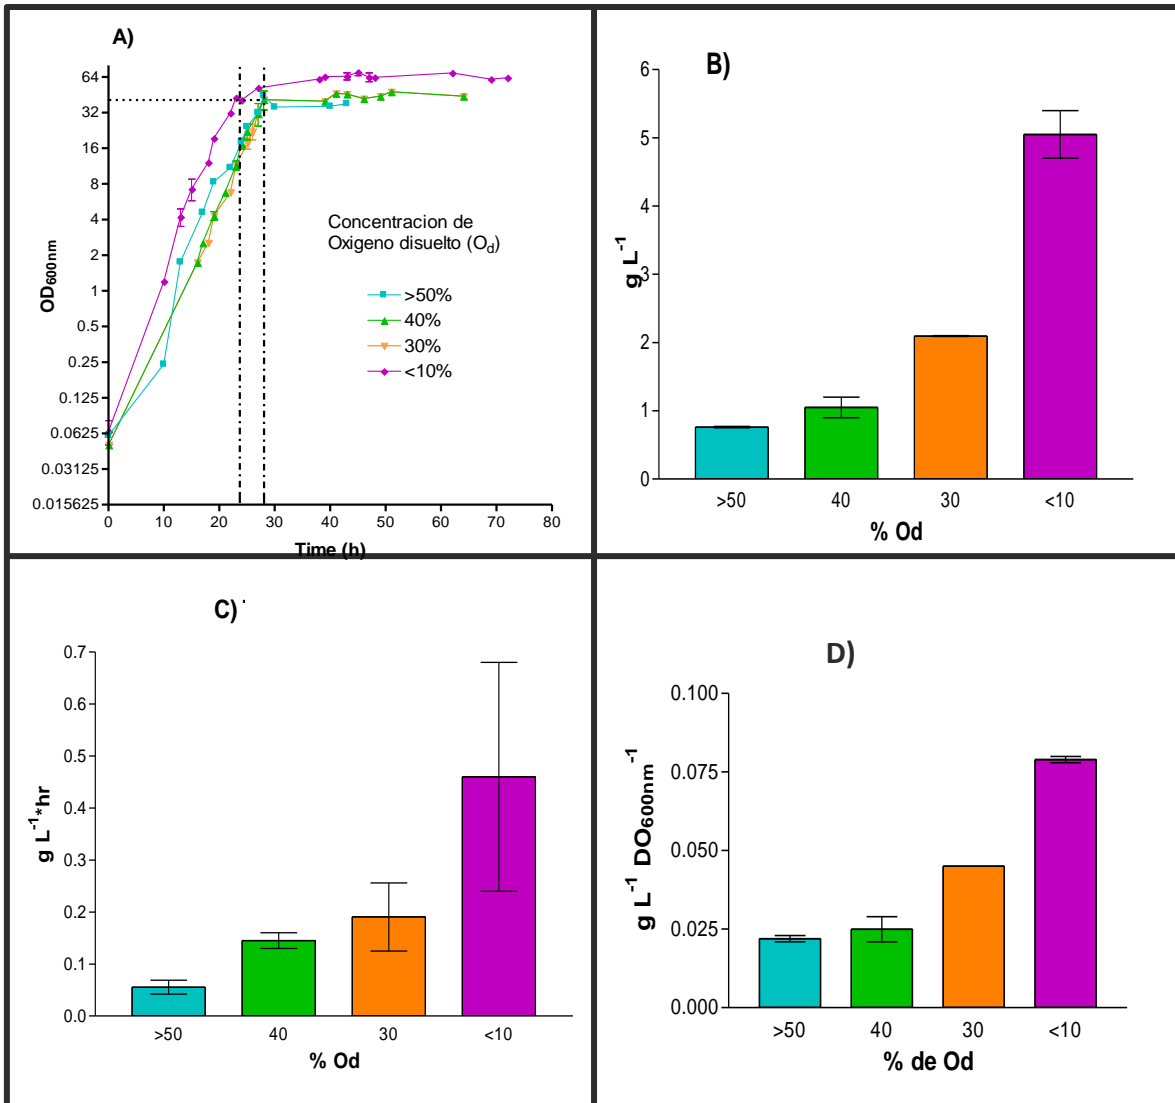 A)
64
32
16
8
4
2
1
0.5
0.25
0.125
0.0625
0.03125
0.015625
OD600nm
0 10 20 30 40 50 60 70 80
Time (h)
Concentracion de
Oxigeno disuelto (Od)
>50%
40%
30%
<10%
B)
6
5
4
3
2
1
0
g L-1
>50 40 30 <10
% Od
C)
0.7
0.6
0.5
0.4
0.3
0.2
0.1
0.0
g L-1*hr
>50 40 30 <10
% Od
D)
0.100
0.075
0.050
0.025
0.000
g L-1 DO600nm-1
>50 40 30 <10
% de Od